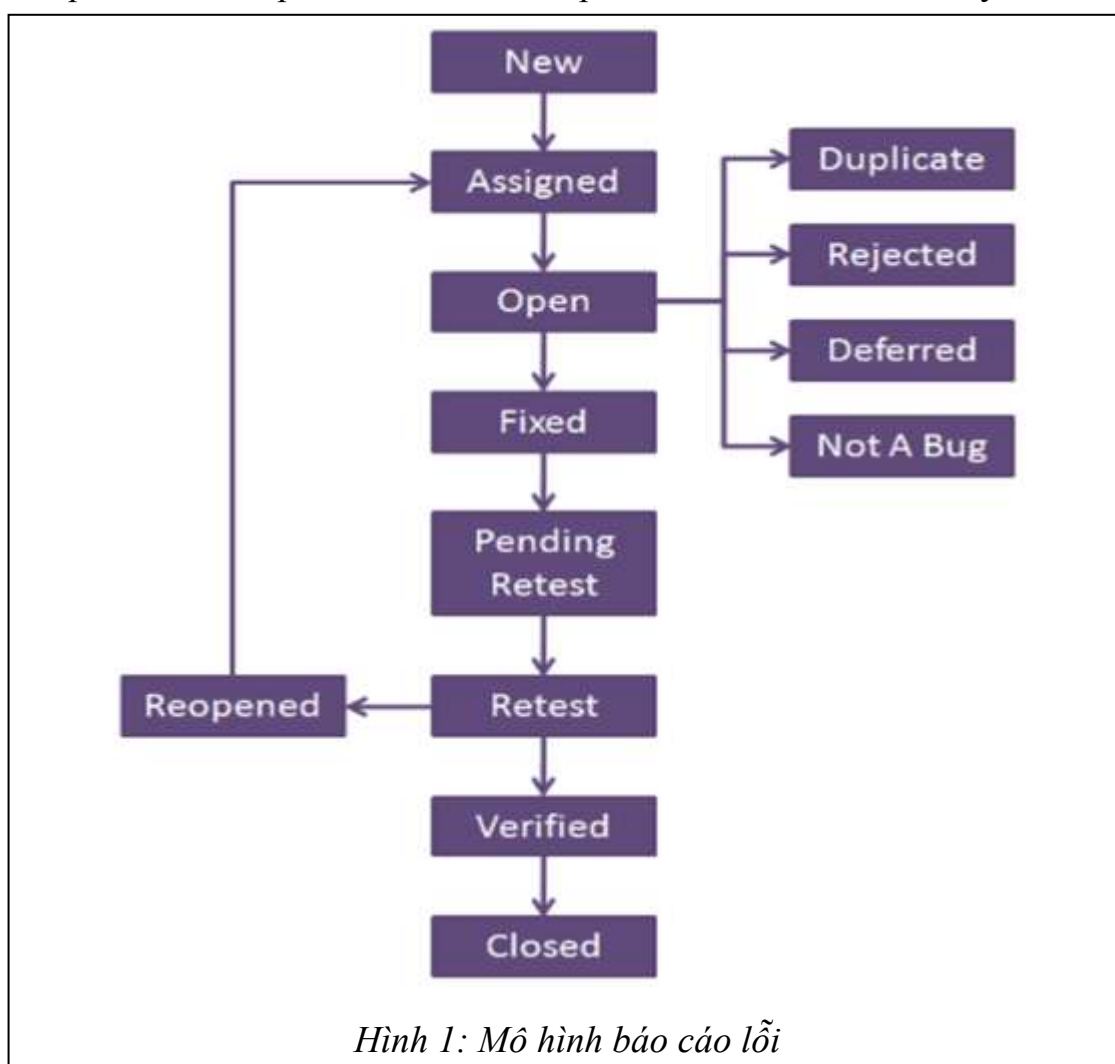 New
Assigned
Open
Fixed
Pending
Retest
Reopened
Retest
Verified
Closed
Duplicate
Rejected
Deferred
Not A Bug
Hình 1: Mô hình báo cáo lỗi